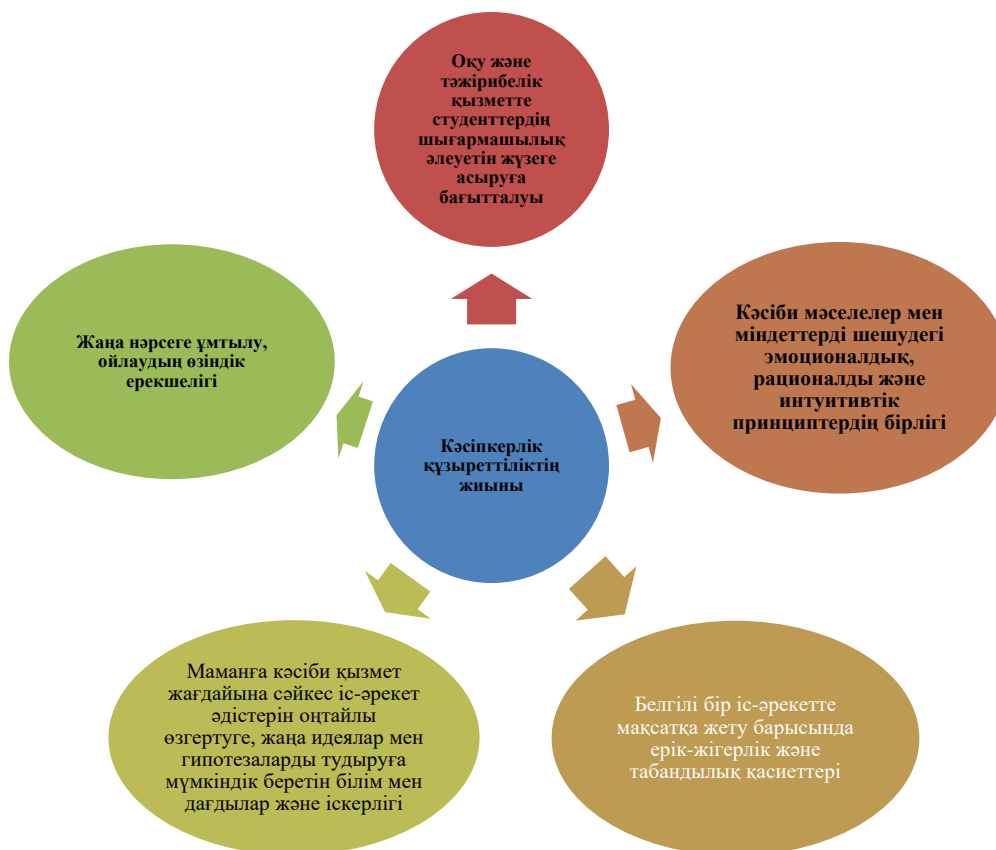 Оқу және
тәжірибелік
қызметте
студенттердің
шығармашылық
әлеуетін жүзеге
асыруға
бағытталуы
Кәсіби мәселелер мен
міндеттерді шешудегі
эмоционалдық,
рационалды және
интуитивтік
принциптердің бірлігі
Жаңа нәрсеге ұмтылу,
ойлаудың өзіндік
ерекшелігі
Кәсіпкерлік
құзыреттіліктің
жиыны
Маманға кәсіби қызмет
жағдайына сәйкес іс-әрекет
әдістерін оңтайлы
өзгертуге, жаңа идеялар мен
гипотезаларды тудыруға
мүмкіндік беретін білім мен
дағдылар және іскерлігі
Белгілі бір іс-әрекетте
мақсатқа жету барысында
ерік-жігерлік және
табандылық қасиеттері